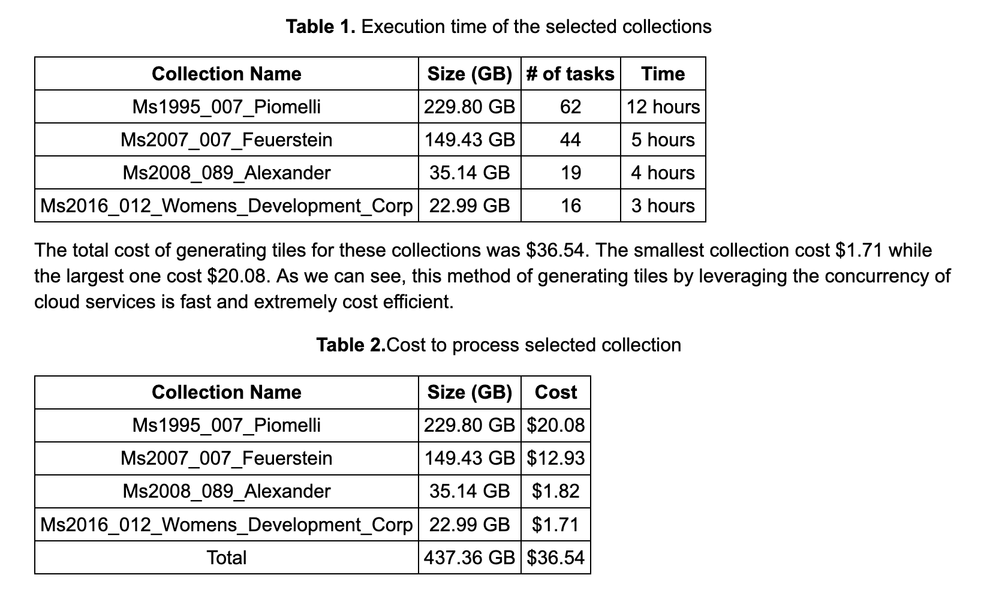 Table 1. Execution time of the selected collections
Collection Name Size (GB) # of tasks Time
Ms1995_007_Piomelli 229.80 GB 62 12 hours
Ms2007_007_Feuerstein 149.43 GB 44 5 hours
Ms2008_089_Alexander 35.14 GB 19 4 hours
Ms2016_012_Womens_Development_Corp 22.99 GB 16 3 hours
The total cost of generating tiles for these collections was $36.54. The smallest collection cost $1.71 while
the largest one cost $20.08. As we can see, this method of generating tiles by leveraging the concurrency of
cloud services is fast and extremely cost efficient.
Table 2.Cost to process selected collection
Collection Name Size (GB) Cost
Ms1995_007_Piomelli 229.80 GB $20.08
Ms2007_007_Feuerstein 149.43 GB $12.93
Ms2008_089_Alexander 35.14 GB $1.82
Ms2016_012_Womens_Development_Corp 22.99 GB $1.71
Total 437.36 GB $36.54